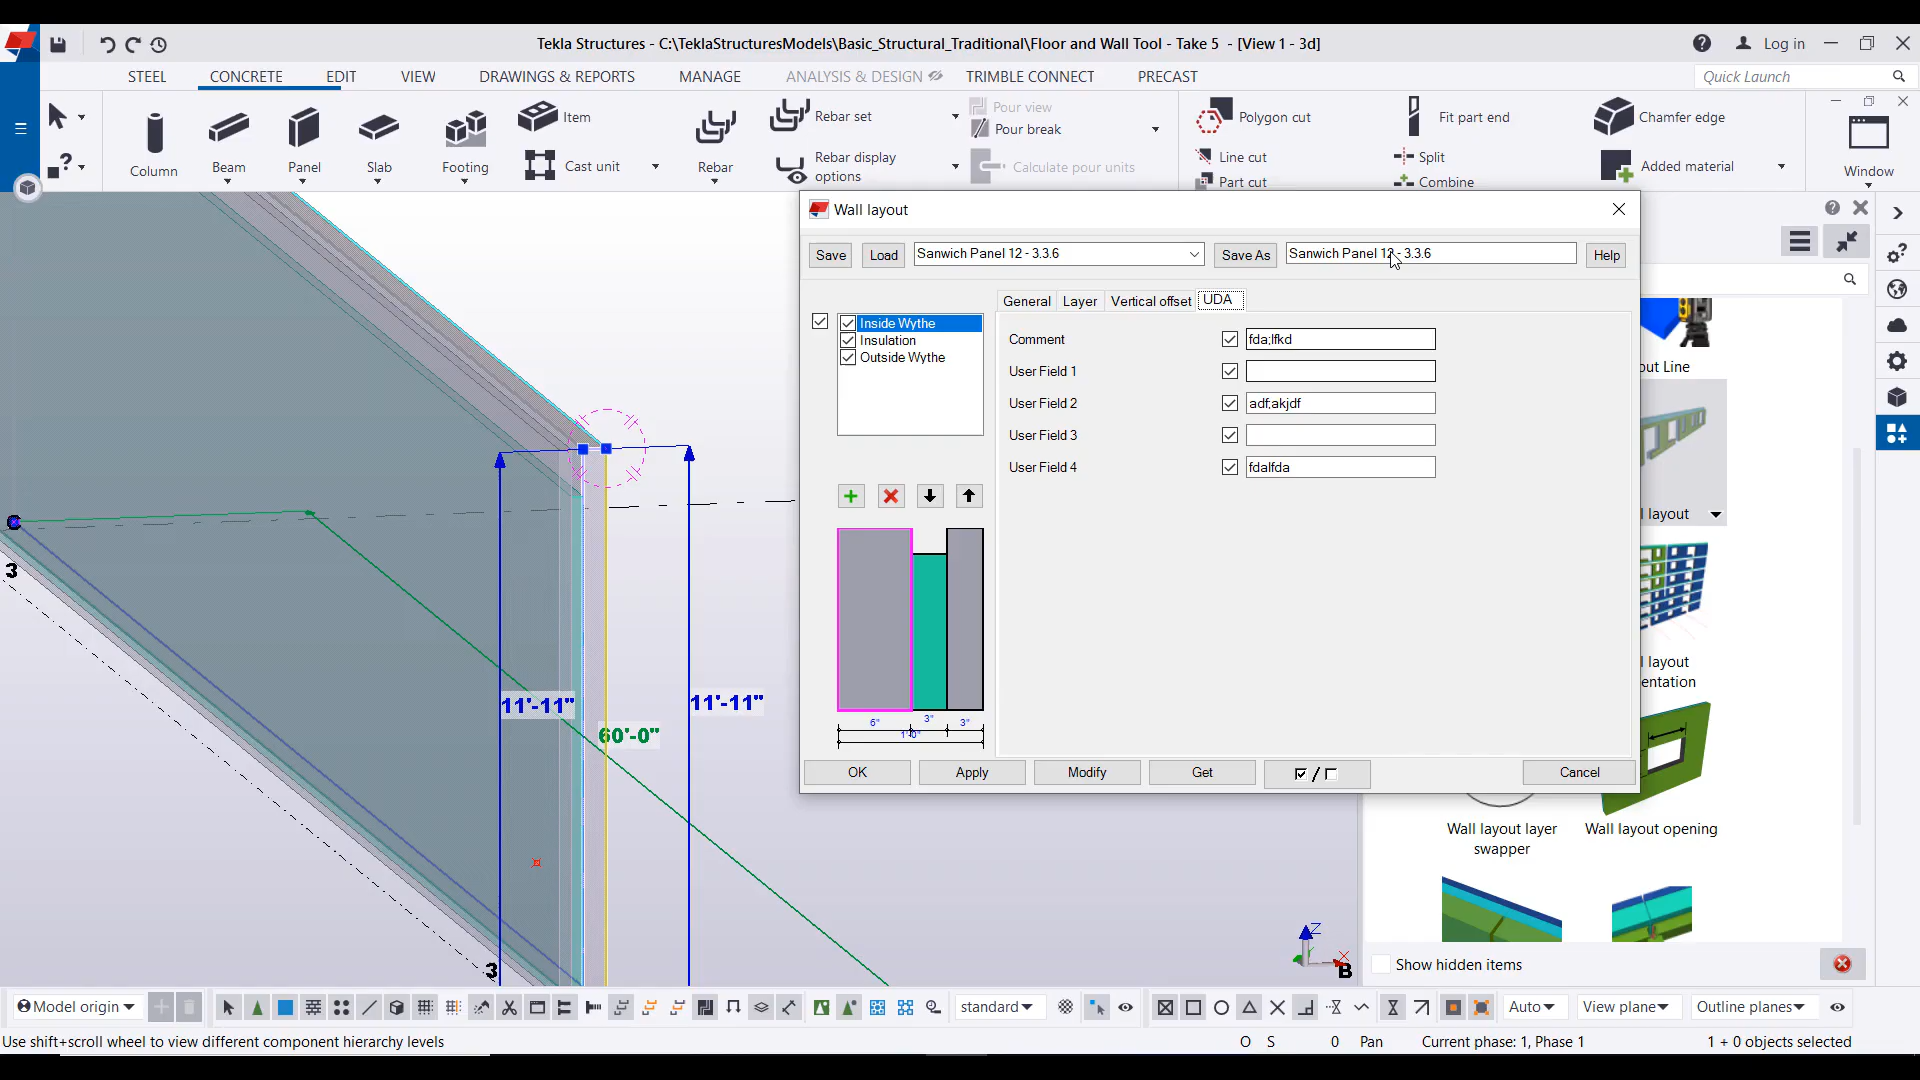 Tekla Structures - C:\TeklaStructuresModels\Basic_Structural_Traditional\Floor and Wall Tool - Take 5 - [View 1 - 3d]
Log in
STEEL CONCRETE EDIT VIEW DRAWINGS & REPORTS MANAGE ANALYSIS & DESIGN TRIMBLE CONNECT PRECAST
Quick Launch
Column
Beam
Panel
Slab
Footing
Item
Cast unit
Rebar
Rebar set
Rebar display
options
Pour view
Pour break
Calculate pour units
Polygon cut
Line cut
Part cut
Fit part end
Split
Combine
Chamfer edge
Added material
Window
Wall layout
Save
Load
Sanwich Panel 12 - 3.3.6
Save As
Sanwich Panel 12 - 3.3.6
Help
General Layer Vertical offset UDA
Inside Wythe
Insulation
Outside Wythe
Comment
fda;lfkd
User Field 1
User Field 2
adf;akjdf
User Field 3
User Field 4
fdalfda
6" 3" 3"
1'-0"
OK Apply Modify Get / Cancel
3
3
11'-11"
60'-0"
11'-11"
Z
B
out Line
layout
l layout
entation
Wall layout layer
swapper
Wall layout opening
Show hidden items
Model origin
standard
Auto
View plane
Outline planes
Use shift+scroll wheel to view different component hierarchy levels
O S 0 Pan Current phase: 1, Phase 1 1 + 0 objects selected